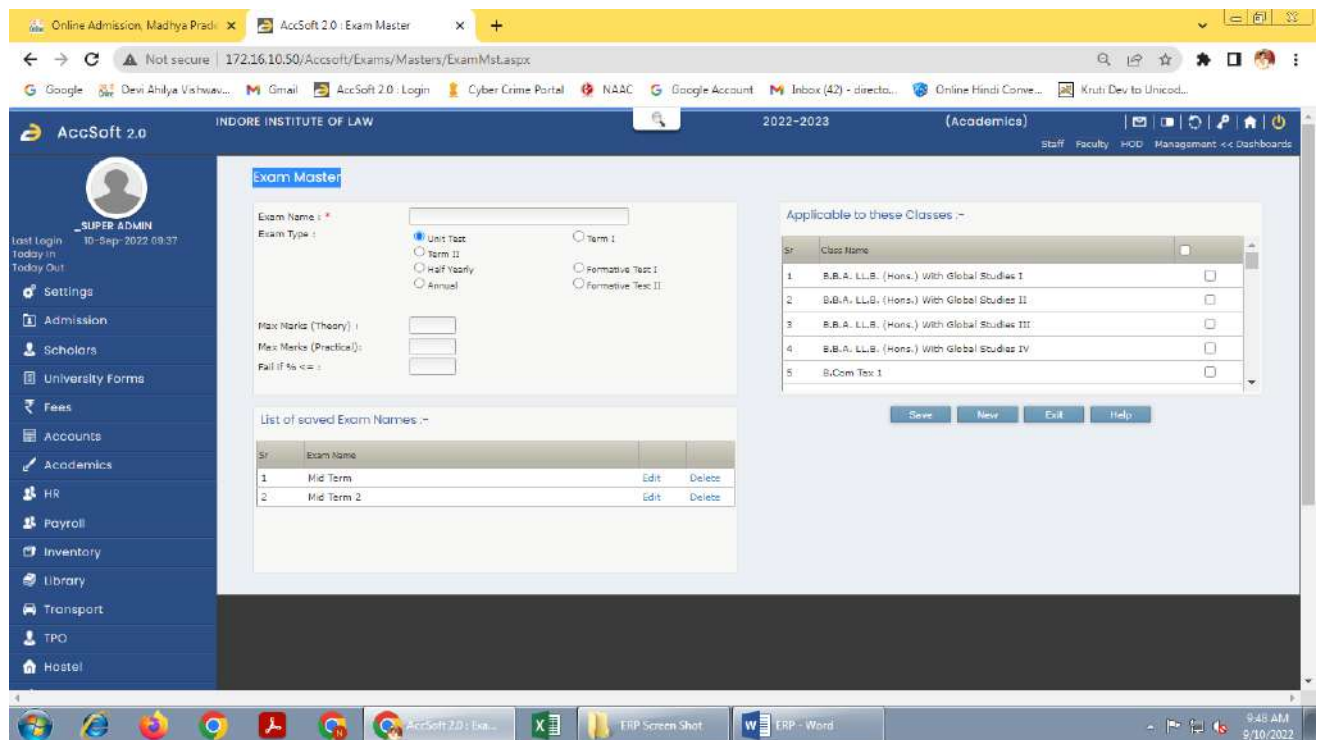 Online Admission, Madhya Prade
AccSoft 2.0 : Exam Master
Not secure | 172.16.10.50/Accsoft/Exams/Masters/ExamMst.aspx
Google Devi Ahilya Vishwav... Gmail AccSoft 2.0 : Login Cyber Crime Portal NAAC Google Account Inbox (42) - directo... Online Hindi Conve... Kruti Dev to Unicod...
AccSoft 2.0
INDORE INSTITUTE OF LAW 2022-2023 (Academics)
Staff Faculty HOD Management << Dashboards
_SUPER ADMIN
Last Login 10-Sep-2022 09:37
Today In
Today Out
Settings
Admission
Scholars
University Forms
Fees
Accounts
Academics
HR
Payroll
Inventory
Library
Transport
TPO
Hostel
Exam Master
Exam Name : *
Exam Type :
Unit Test Term I
Term II
Half Yearly Formative Test I
Annual Formative Test II
Max Marks (Theory) :
Max Marks (Practical):
Fail if % <= :
List of saved Exam Names :-
Sr Exam Name
1 Mid Term Edit Delete
2 Mid Term 2 Edit Delete
Applicable to these Classes :-
Sr Class Name
1 B.B.A. LL.B. (Hons.) With Global Studies I
2 B.B.A. LL.B. (Hons.) With Global Studies II
3 B.B.A. LL.B. (Hons.) With Global Studies III
4 B.B.A. LL.B. (Hons.) With Global Studies IV
5 B.Com Tax 1
Save New Exit Help
AccSoft 2.0 : Exa... ERP Screen Shot ERP - Word
9:48 AM
9/10/2022